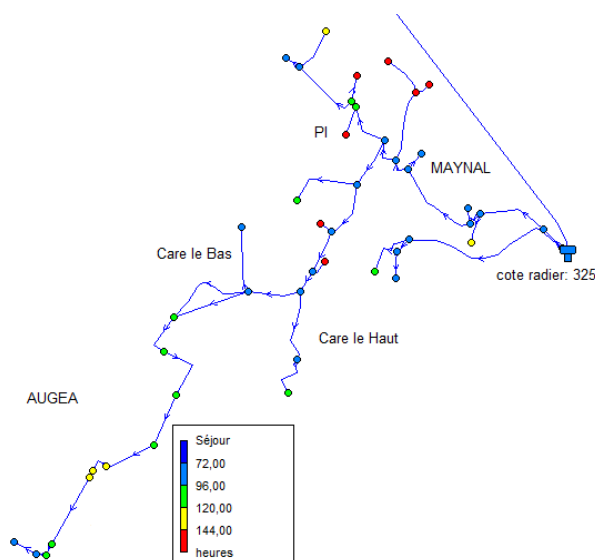 PI
MAYNAL
Care le Bas
cote radier: 325
Care le Haut
AUGEA
Séjour
72,00
96,00
120,00
144,00
heures